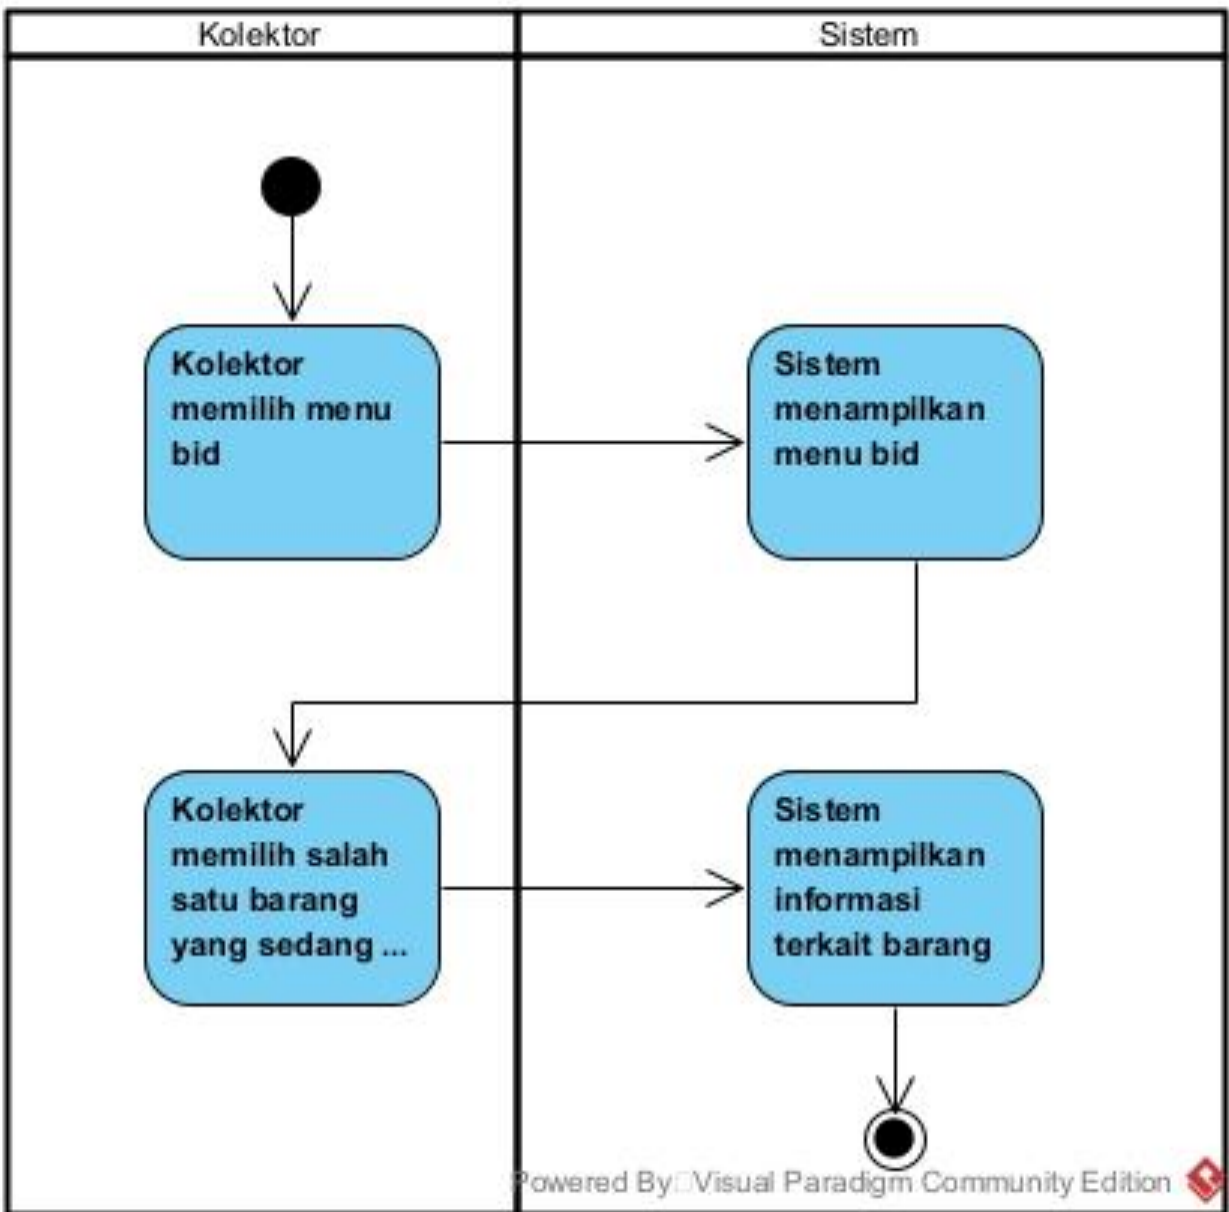 Kolektor
Sistem
Kolektor
memilih menu
bid
Sistem
menampilkan
menu bid
Kolektor
memilih salah
satu barang
yang sedang ...
Sistem
menampilkan
informasi
terkait barang
Powered By Visual Paradigm Community Edition